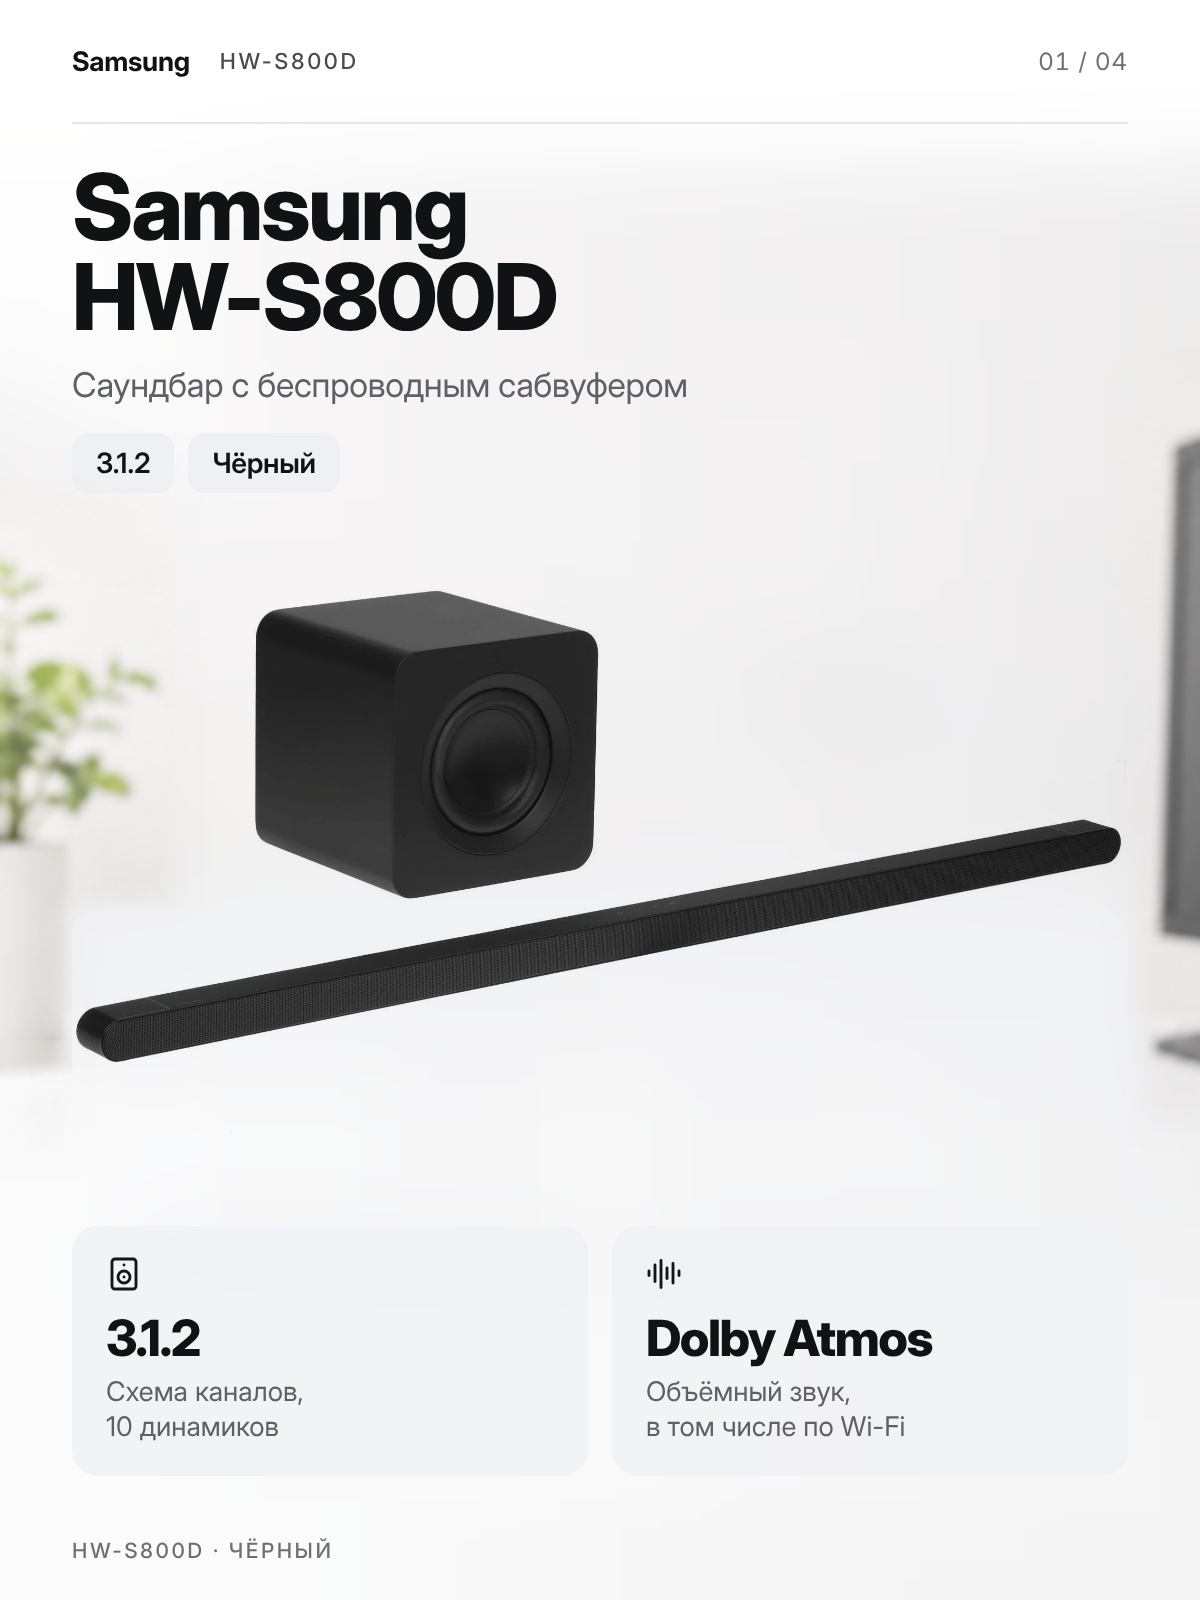 Samsung HW-S800D 01 / 04
Samsung
HW-S800D
Саундбар с беспроводным сабвуфером
3.1.2 Чёрный
3.1.2
Схема каналов,
10 динамиков
Dolby Atmos
Объёмный звук,
в том числе по Wi-Fi
HW-S800D · ЧЁРНЫЙ